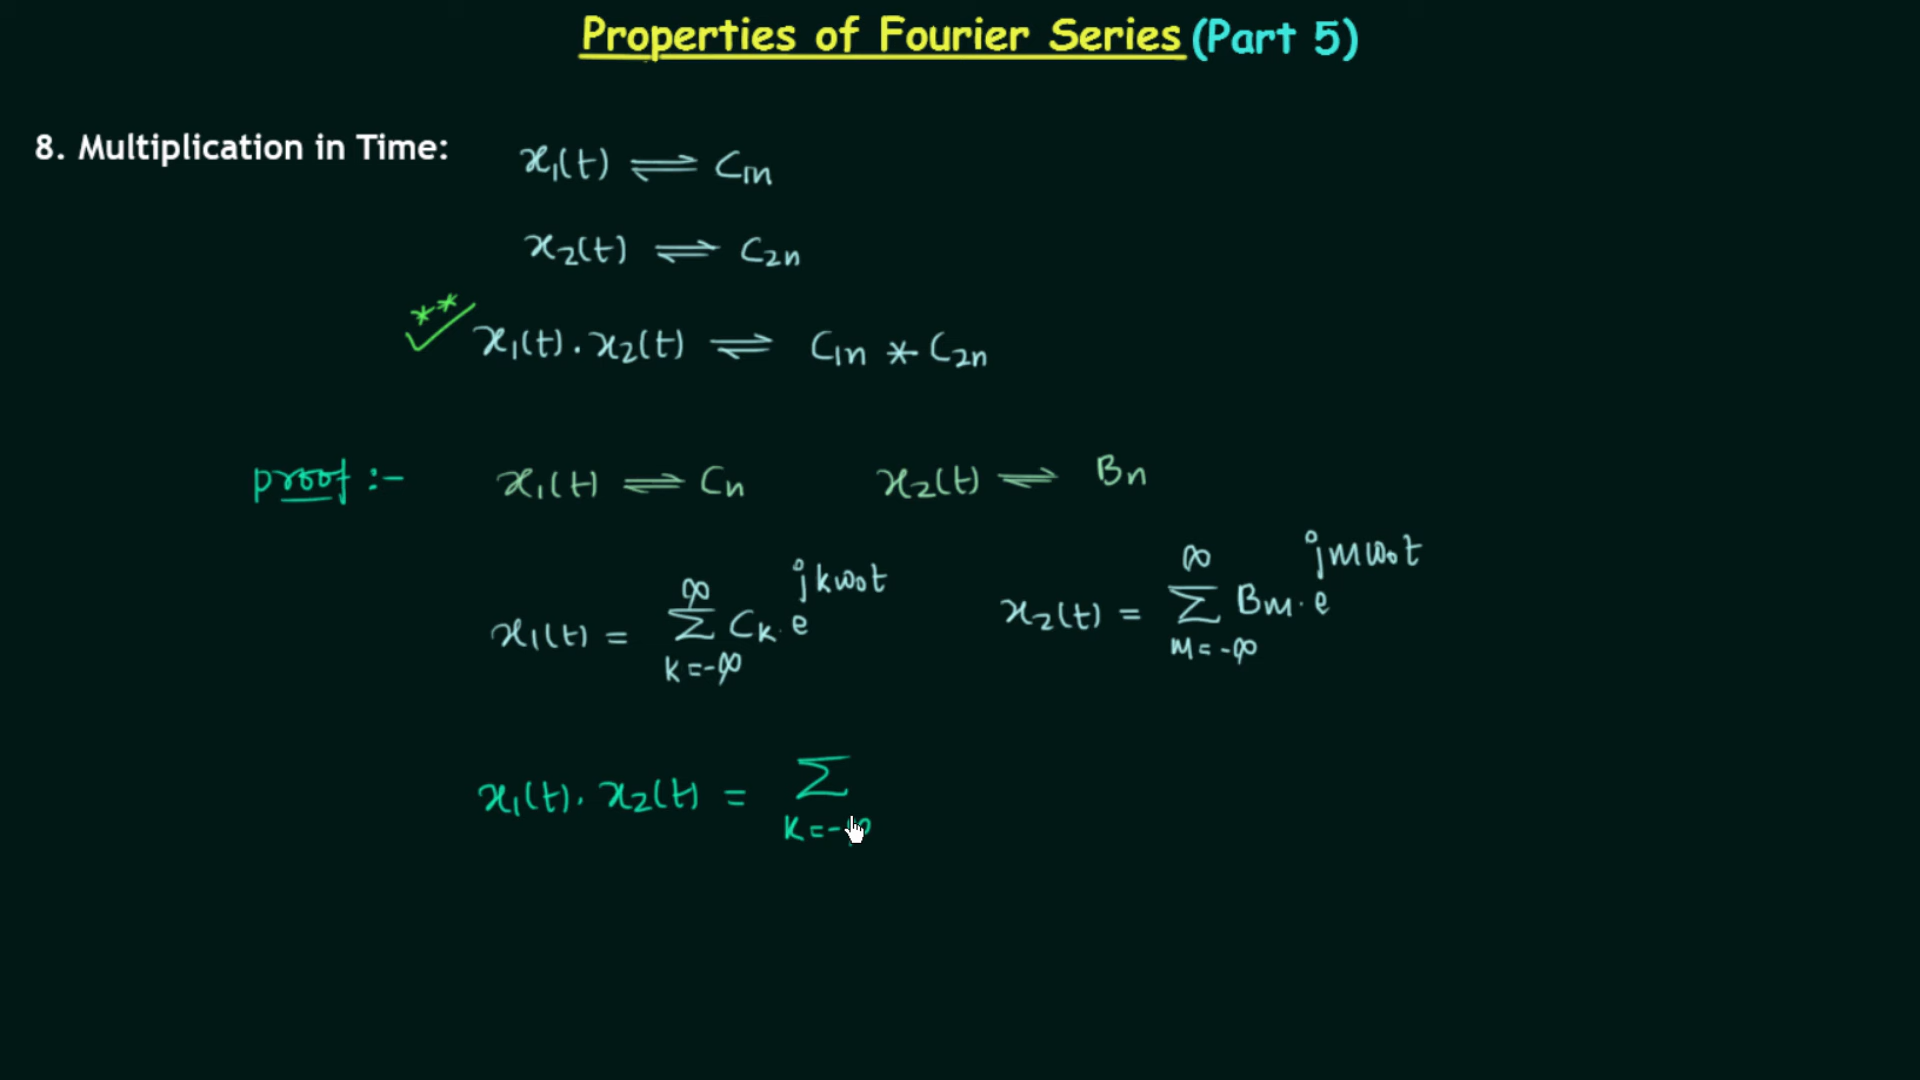 Properties of Fourier Series (Part 5)
8. Multiplication in Time: x₁(t) ⇌ C₁n
x₂(t) ⇌ C₂n
** ✓ x₁(t) . x₂(t) ⇌ C₁n * C₂n
proof :- x₁(t) ⇌ Cn x₂(t) ⇌ Bn
x₁(t) = ∞ Σ k=-∞ Ck . e^jkω₀t x₂(t) = ∞ Σ m=-∞ Bm . e^jmω₀t
x₁(t) . x₂(t) = Σ k=-∞